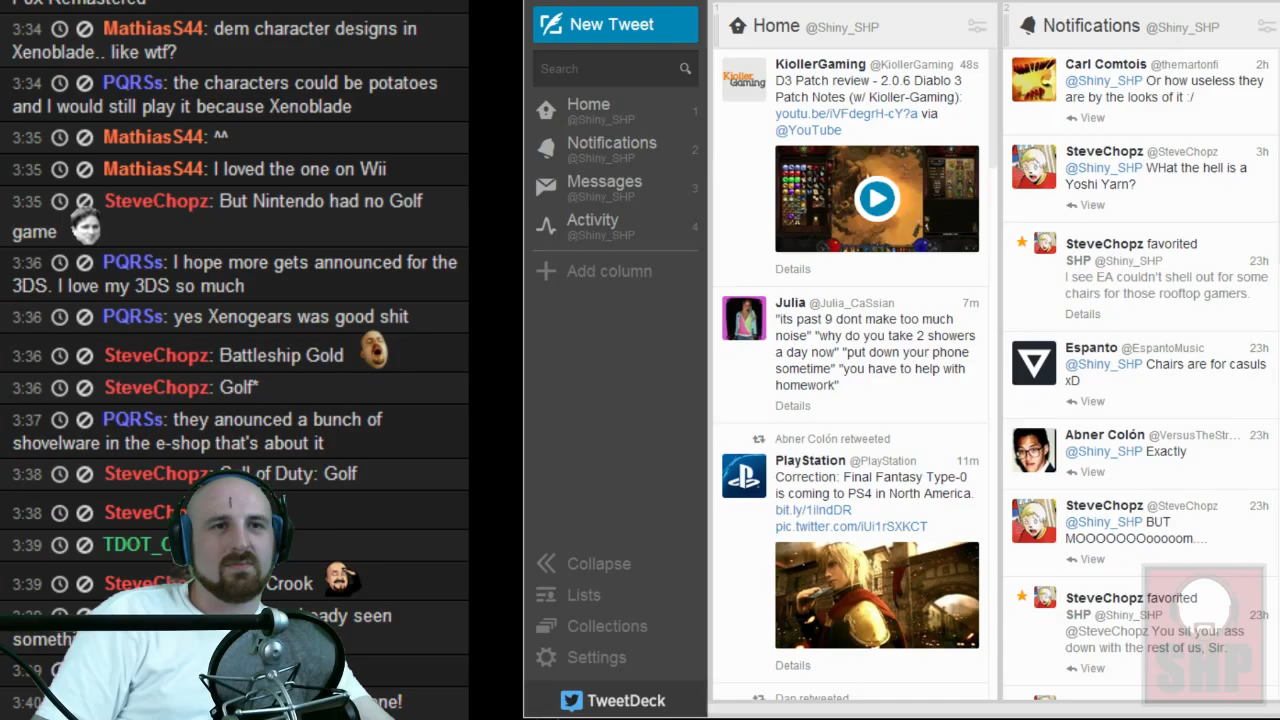 Fox Remastered
3:34 MathiasS44: dem character designs in
Xenoblade.. like wtf?
3:34 PQRSs: the characters could be potatoes
and I would still play it because Xenoblade
3:35 MathiasS44: ^^
3:35 MathiasS44: I loved the one on Wii
3:35 SteveChopz: But Nintendo had no Golf
game
3:36 PQRSs: I hope more gets announced for the
3DS. I love my 3DS so much
3:36 PQRSs: yes Xenogears was good shit
3:36 SteveChopz: Battleship Gold
3:36 SteveChopz: Golf*
3:37 PQRSs: they anounced a bunch of
shovelware in the e-shop that's about it
3:38 SteveChopz: Call of Duty: Golf
3:38
3:39
3:39 Crook
seen
3:40
New Tweet
Search
Home 1
@Shiny_SHP
Notifications 2
@Shiny_SHP
Messages 3
@Shiny_SHP
Activity 4
@Shiny_SHP
Add column
Collapse
Lists
Collections
Settings
TweetDeck
1
Home @Shiny_SHP
KiollerGaming @KiollerGaming 48s
D3 Patch review - 2.0.6 Diablo 3
Patch Notes (w/ Kioller-Gaming):
youtu.be/iVFdegrH-cY?a via
@YouTube
Details
Julia @Julia_CaSsian 7m
"its past 9 dont make too much
noise" "why do you take 2 showers
a day now" "put down your phone
sometime" "you have to help with
homework"
Details
Abner Colón retweeted
PlayStation @PlayStation 11m
Correction: Final Fantasy Type-0
is coming to PS4 in North America.
bit.ly/1ilndDR
pic.twitter.com/iUi1rSXKCT
Details
Dan retweeted
2
Notifications @Shiny_SHP
Carl Comtois @themartonfi 2h
@Shiny_SHP Or how useless they
are by the looks of it :/
View
SteveChopz @SteveChopz 3h
@Shiny_SHP What the hell is a
Yoshi Yarn?
View
SteveChopz favorited
SHP @Shiny_SHP 23h
I see EA couldn't shell out for some
chairs for those rooftop gamers.
Details
Espanto @EspantoMusic 23h
@Shiny_SHP Chairs are for casuls
xD
View
Abner Colón @VersusTheStr... 23h
@Shiny_SHP Exactly
View
SteveChopz @SteveChopz 23h
@Shiny_SHP BUT
MOOOOOOOooooom....
View
SteveChopz favorited
SHP @Shiny_SHP 23h
@SteveChopz You sit your ass
down with the rest of us, Sir.
View
SHP